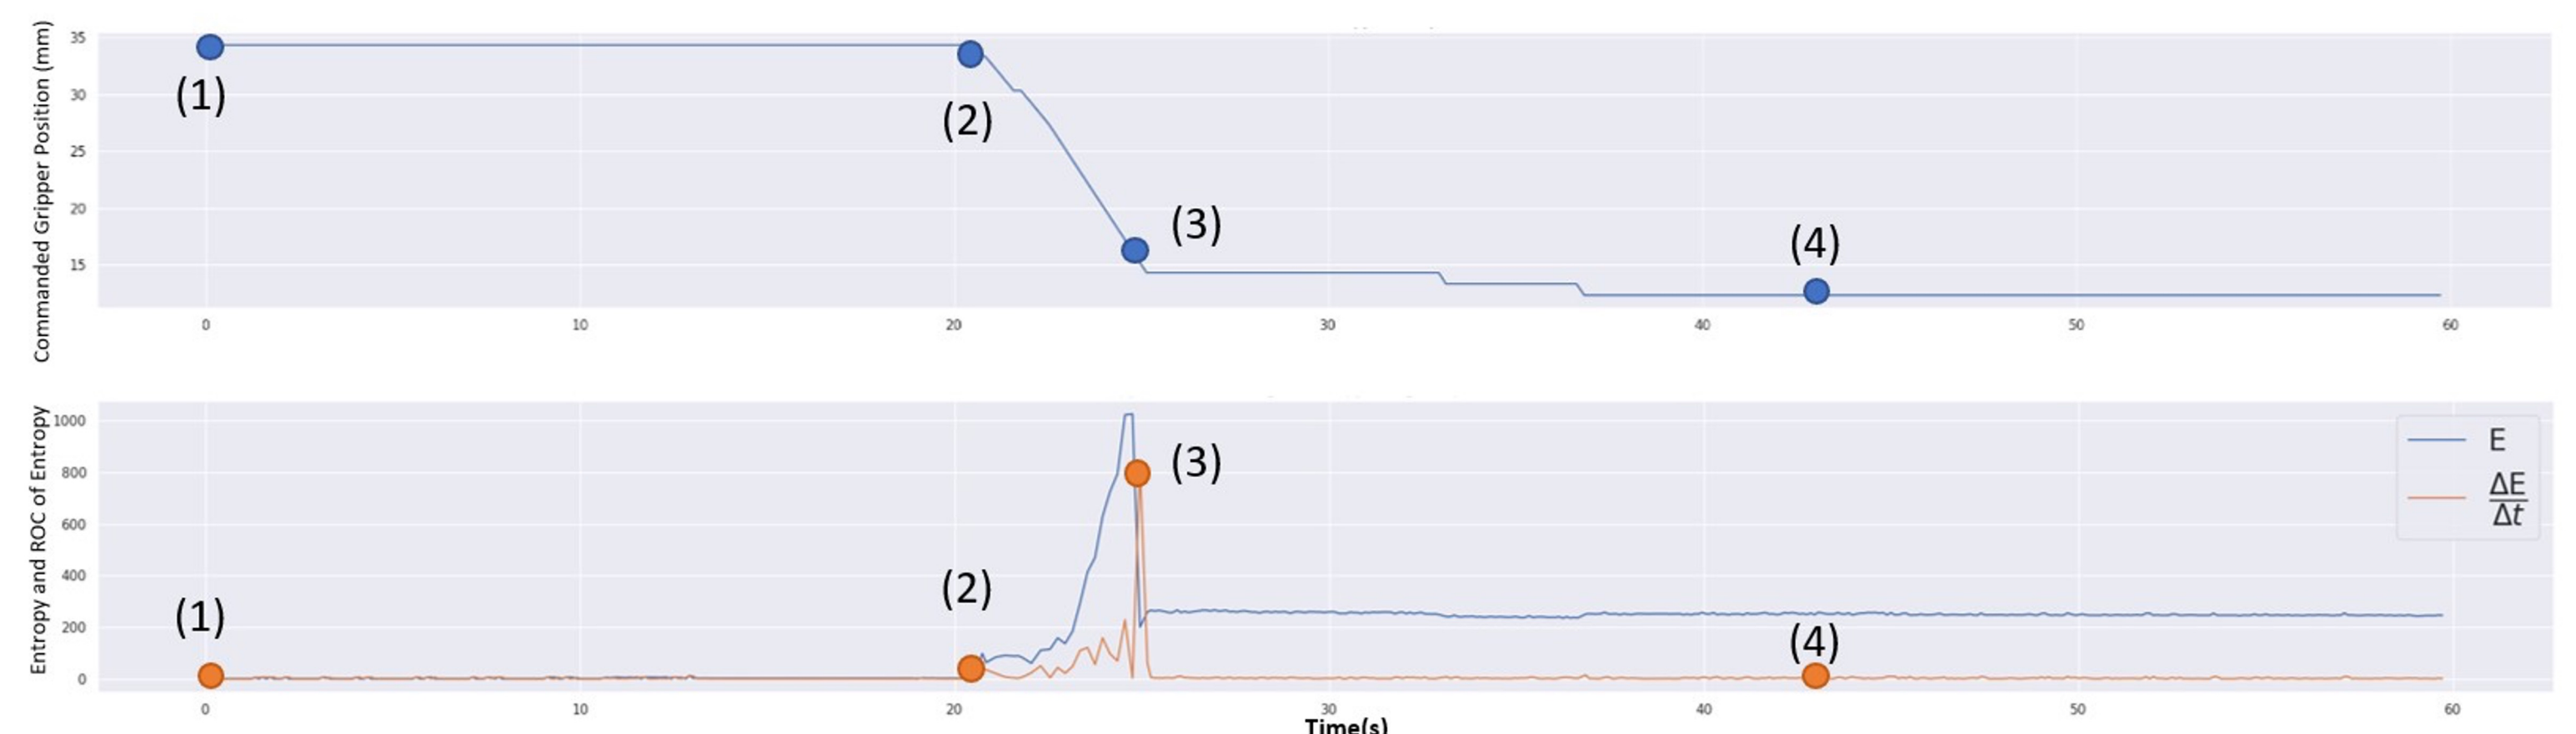 Commanded Gripper Position (mm)
35
30
25
20
15
(1)
(2)
(3)
(4)
0 10 20 30 40 50 60
Entropy and ROC of Entropy
1000
800
600
400
200
0
(1)
(2)
(3)
(4)
E
ΔE
Δt
0 10 20 30 40 50 60
Time(s)